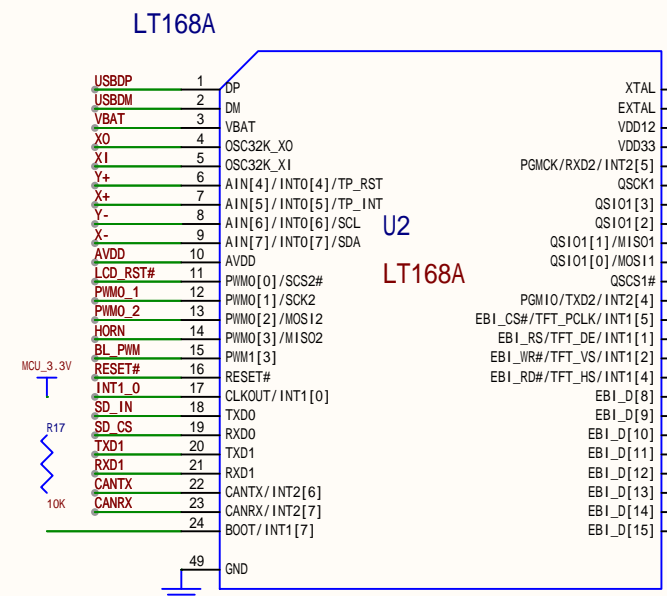 LT168A
USBDP 1 DP XTAL
USBDM 2 DM EXTAL
VBAT 3 VBAT VDD12
XO 4 OSC32K_XO VDD33
XI 5 OSC32K_XI PGMCK/RXD2/INT2[5]
Y+ 6 AIN[4]/INT0[4]/TP_RST QSCK1
X+ 7 AIN[5]/INT0[5]/TP_INT QSIO1[3]
Y- 8 AIN[6]/INT0[6]/SCL U2 QSIO1[2]
X- 9 AIN[7]/INT0[7]/SDA QSIO1[1]/MISO1
AVDD 10 AVDD QSIO1[0]/MOSI1
LCD_RST# 11 PWM0[0]/SCS2# LT168A QSCS1#
PWM0_1 12 PWM0[1]/SCK2 PGMIO/TXD2/INT2[4]
PWM0_2 13 PWM0[2]/MOSI2 EBI_CS#/TFT_PCLK/INT1[5]
HORN 14 PWM0[3]/MISO2 EBI_RS/TFT_DE/INT1[1]
BL_PWM 15 PWM1[3] EBI_WR#/TFT_VS/INT1[2]
MCU_3.3V
RESET# 16 RESET# EBI_RD#/TFT_HS/INT1[4]
INT1_0 17 CLKOUT/INT1[0] EBI_D[8]
SD_IN 18 TXD0 EBI_D[9]
R17
SD_CS 19 RXD0 EBI_D[10]
TXD1 20 TXD1 EBI_D[11]
RXD1 21 RXD1 EBI_D[12]
CANTX 22 CANTX/INT2[6] EBI_D[13]
10K
CANRX 23 CANRX/INT2[7] EBI_D[14]
24 BOOT/INT1[7] EBI_D[15]
49 GND